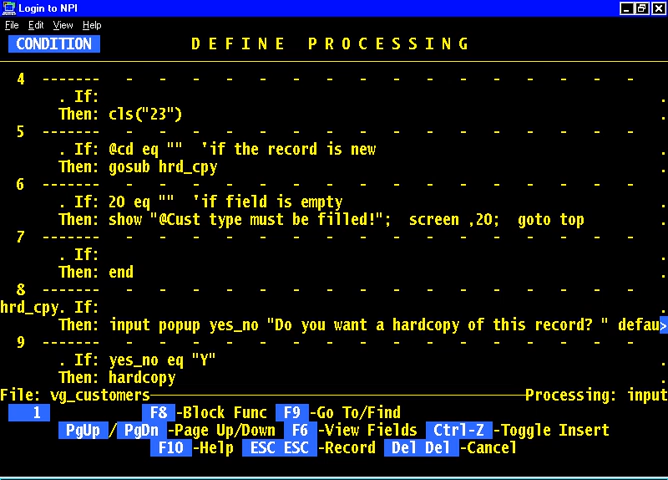 Login to NPI
File Edit View Help
CONDITION D E F I N E P R O C E S S I N G
4 ------- - - - - - - - - - - - - - - - - - -
. If: .
Then: cls("23") .
5 ------- - - - - - - - - - - - - - - - - - -
. If: @cd eq "" 'if the record is new .
Then: gosub hrd_cpy .
6 ------- - - - - - - - - - - - - - - - - - -
. If: 20 eq "" 'if field is empty .
Then: show "@Cust type must be filled!"; screen ,20; goto top .
7 ------- - - - - - - - - - - - - - - - - - -
. If: .
Then: end .
8 ------- - - - - - - - - - - - - - - - - - -
hrd_cpy. If: .
Then: input popup yes_no "Do you want a hardcopy of this record? " defau>
9 ------- - - - - - - - - - - - - - - - - - -
. If: yes_no eq "Y" .
Then: hardcopy .
File: vg_customers Processing: input
1 F8 -Block Func F9 -Go To/Find
PgUp / PgDn -Page Up/Down F6 -View Fields Ctrl-Z -Toggle Insert
F10 -Help ESC ESC -Record Del Del -Cancel